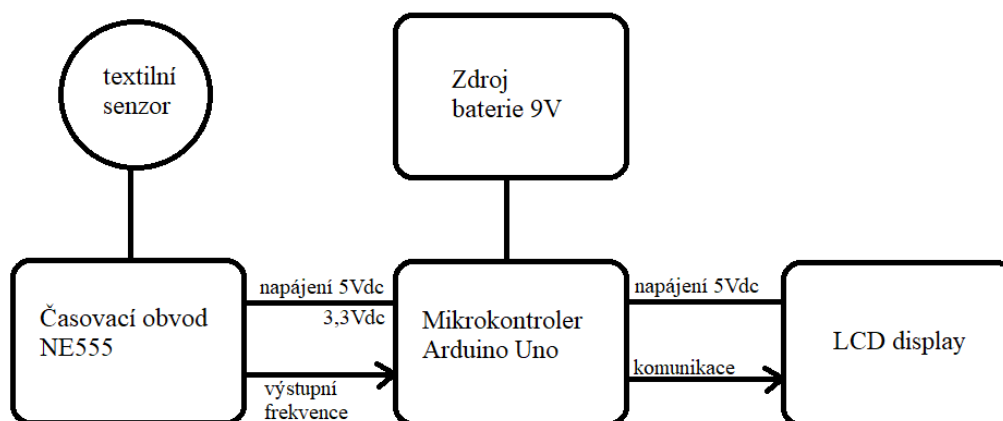 textilní
senzor
Zdroj
baterie 9V
Časovací obvod
NE555
napájení 5Vdc
3,3Vdc
výstupní
frekvence
Mikrokontroler
Arduino Uno
napájení 5Vdc
komunikace
LCD display